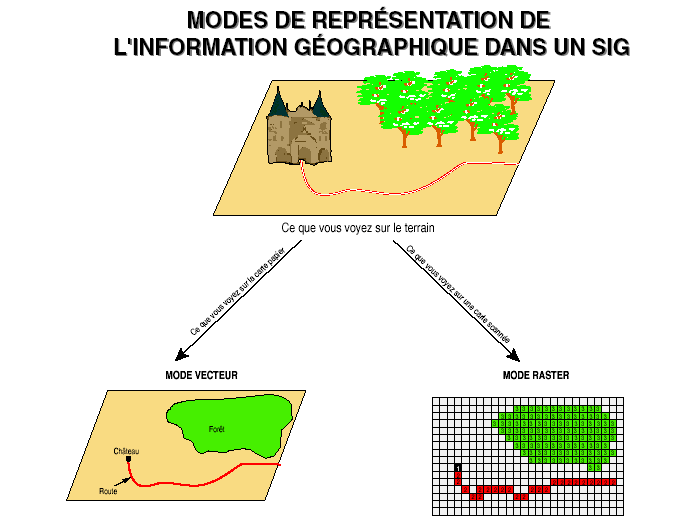 MODES DE REPRÉSENTATION DE
L'INFORMATION GÉOGRAPHIQUE DANS UN SIG
Ce que vous voyez sur le terrain
Ce que vous voyez sur la carte papier
Ce que vous voyez sur une carte scannée
MODE VECTEUR
MODE RASTER
Forêt
Château
Route